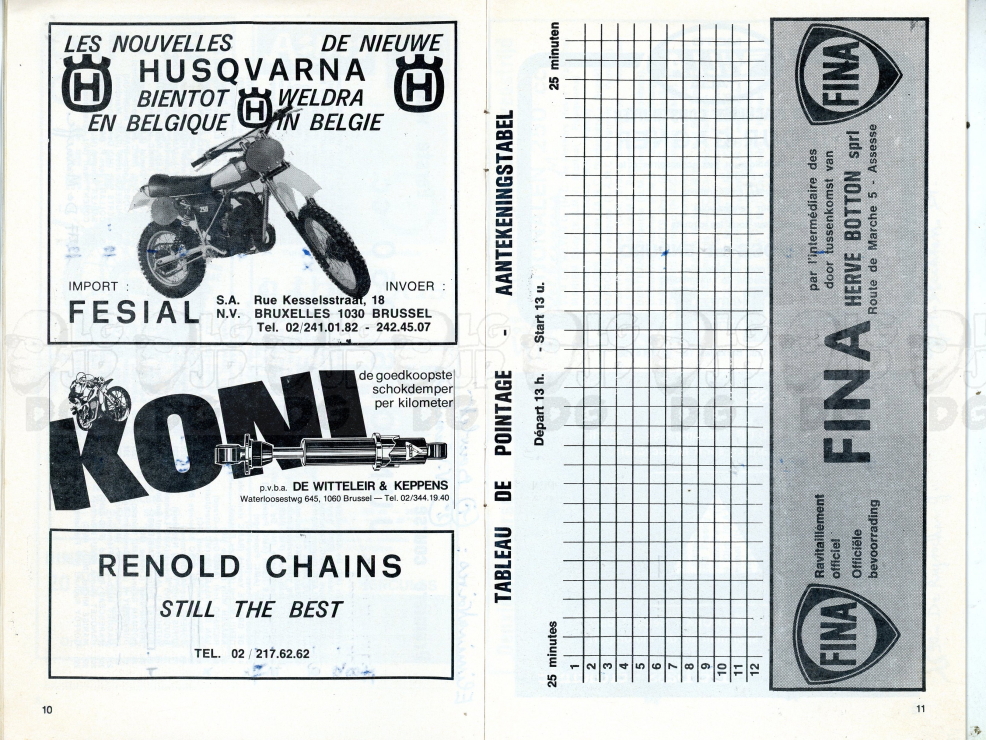 LES NOUVELLES DE NIEUWE
HUSQVARNA
BIENTOT WELDRA
EN BELGIQUE IN BELGIE
H
H
H
250
IMPORT : INVOER :
FESIAL
S.A. Rue Kesselsstraat, 18
N.V. BRUXELLES 1030 BRUSSEL
Tel. 02/241.01.82 - 242.45.07
de goedkoopste
schokdemper
per kilometer
KONI
p.v.b.a. DE WITTELEIR & KEPPENS
Waterloosestwg 645, 1060 Brussel — Tel. 02/344.19.40
RENOLD CHAINS
STILL THE BEST
TEL. 02 / 217.62.62
10
TABLEAU DE POINTAGE - AANTEKENINGSTABEL
Départ 13 h. - Start 13 u.
25 minutes 25 minuten
1
2
3
4
5
6
7
8
9
10
11
12
FINA
Ravitaillement
officiel
Officiële
bevoorrading
FINA
par l'intermédiaire des
door tussenkomst van
HERVE BOTTON sprl
Route de Marche 5 - Assesse
FINA
11